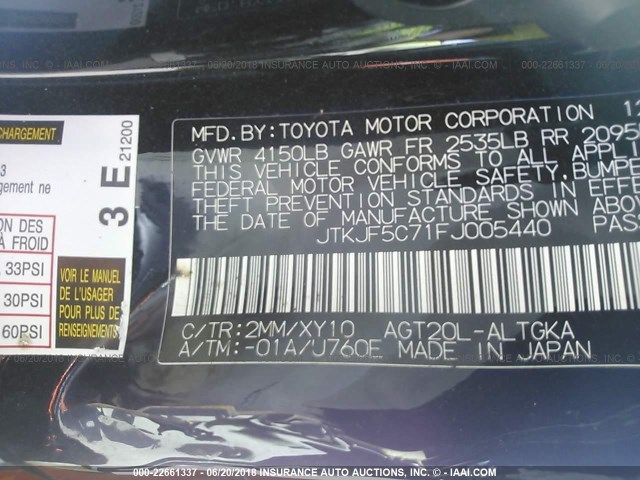 000-22661337 - 06/20/2018 INSURANCE AUTO AUCTIONS - IAAI.COM
CHARGEMENT
3
gement ne
ION DES
À FROID
33PSI
30PSI
60PSI
3 E 21200
VOIR LE MANUEL
DE L'USAGER
POUR PLUS DE
RENSEIGNEMENTS
MFD. BY:TOYOTA MOTOR CORPORATION
GVWR 4150LB GAWR FR 2535LB RR 2095
THIS VEHICLE CONFORMS TO ALL APPLI
FEDERAL MOTOR VEHICLE SAFETY, BUMPE
THEFT PREVENTION STANDARDS IN EFFE
THE DATE OF MANUFACTURE SHOWN ABO
JTKJF5C71FJ005440 PAS
C/TR:2MM/XY10 AGT20L-ALTGKA
A/TM:-01A/U760E MADE IN JAPAN
000-22661337 - 06/20/2018 INSURANCE AUTO AUCTIONS - IAAI.COM